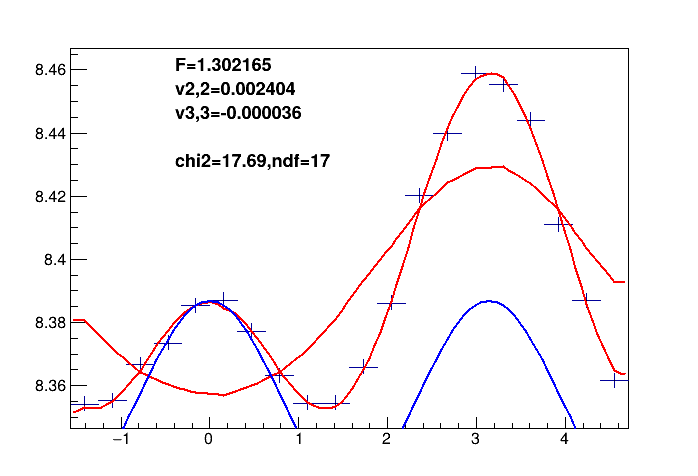 F=1.302165
v2,2=0.002404
v3,3=-0.000036
chi2=17.69,ndf=17
8.46
8.44
8.42
8.4
8.38
8.36
−1 0 1 2 3 4